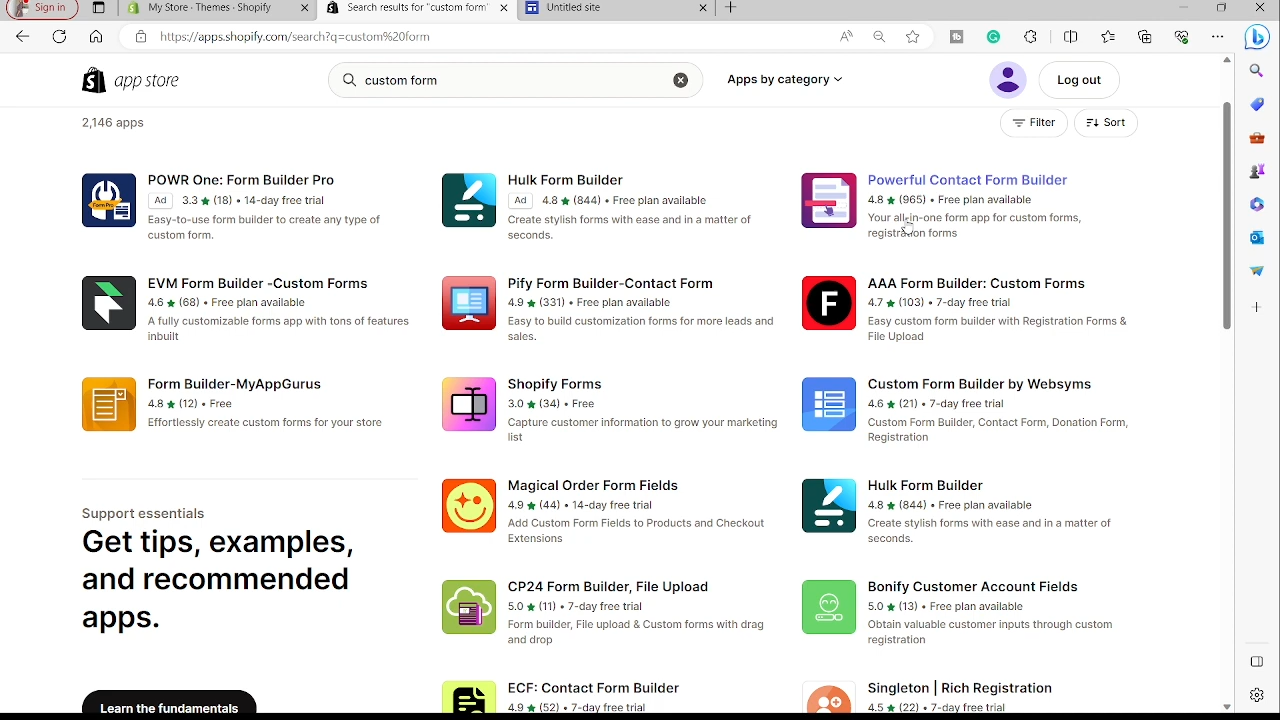 Sign in
My Store - Themes - Shopify
Search results for "custom form"
Untitled site
https://apps.shopify.com/search?q=custom%20form
app store
custom form
Apps by category
Log out
2,146 apps
Filter
Sort
POWR One: Form Builder Pro
Ad 3.3 ★ (18) • 14-day free trial
Easy-to-use form builder to create any type of
custom form.
Hulk Form Builder
Ad 4.8 ★ (844) • Free plan available
Create stylish forms with ease and in a matter of
seconds.
Powerful Contact Form Builder
4.8 ★ (965) • Free plan available
Your all-in-one form app for custom forms,
registration forms
EVM Form Builder -Custom Forms
4.6 ★ (68) • Free plan available
A fully customizable forms app with tons of features
inbuilt
Pify Form Builder-Contact Form
4.9 ★ (331) • Free plan available
Easy to build customization forms for more leads and
sales.
AAA Form Builder: Custom Forms
4.7 ★ (103) • 7-day free trial
Easy custom form builder with Registration Forms &
File Upload
Form Builder-MyAppGurus
4.8 ★ (12) • Free
Effortlessly create custom forms for your store
Shopify Forms
3.0 ★ (34) • Free
Capture customer information to grow your marketing
list
Custom Form Builder by Websyms
4.6 ★ (21) • 7-day free trial
Custom Form Builder, Contact Form, Donation Form,
Registration
Support essentials
Get tips, examples,
and recommended
apps.
Learn the fundamentals
Magical Order Form Fields
4.9 ★ (44) • 14-day free trial
Add Custom Form Fields to Products and Checkout
Extensions
Hulk Form Builder
4.8 ★ (844) • Free plan available
Create stylish forms with ease and in a matter of
seconds.
CP24 Form Builder, File Upload
5.0 ★ (11) • 7-day free trial
Form builder, File upload & Custom forms with drag
and drop
Bonify Customer Account Fields
5.0 ★ (13) • Free plan available
Obtain valuable customer inputs through custom
registration
ECF: Contact Form Builder
4.9 ★ (52) • 7-day free trial
Singleton | Rich Registration
4.5 ★ (22) • 7-day free trial